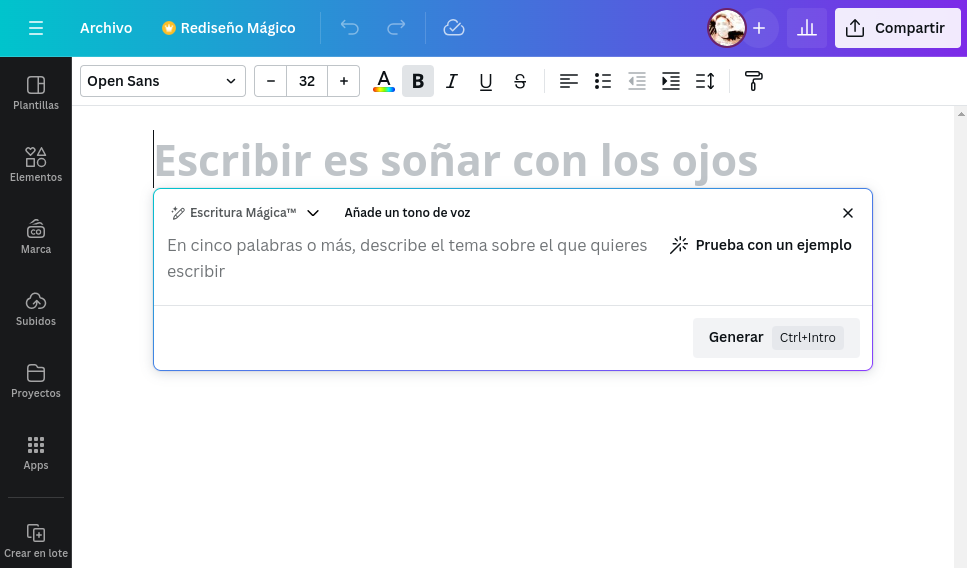 Archivo
Rediseño Mágico
Compartir
Open Sans
− 32 +
A B I U S
Plantillas
Elementos
Marca
Subidos
Proyectos
Apps
Crear en lote
Escribir es soñar con los ojos
Escritura Mágica™
Añade un tono de voz
En cinco palabras o más, describe el tema sobre el que quieres
escribir
Prueba con un ejemplo
Generar Ctrl+Intro